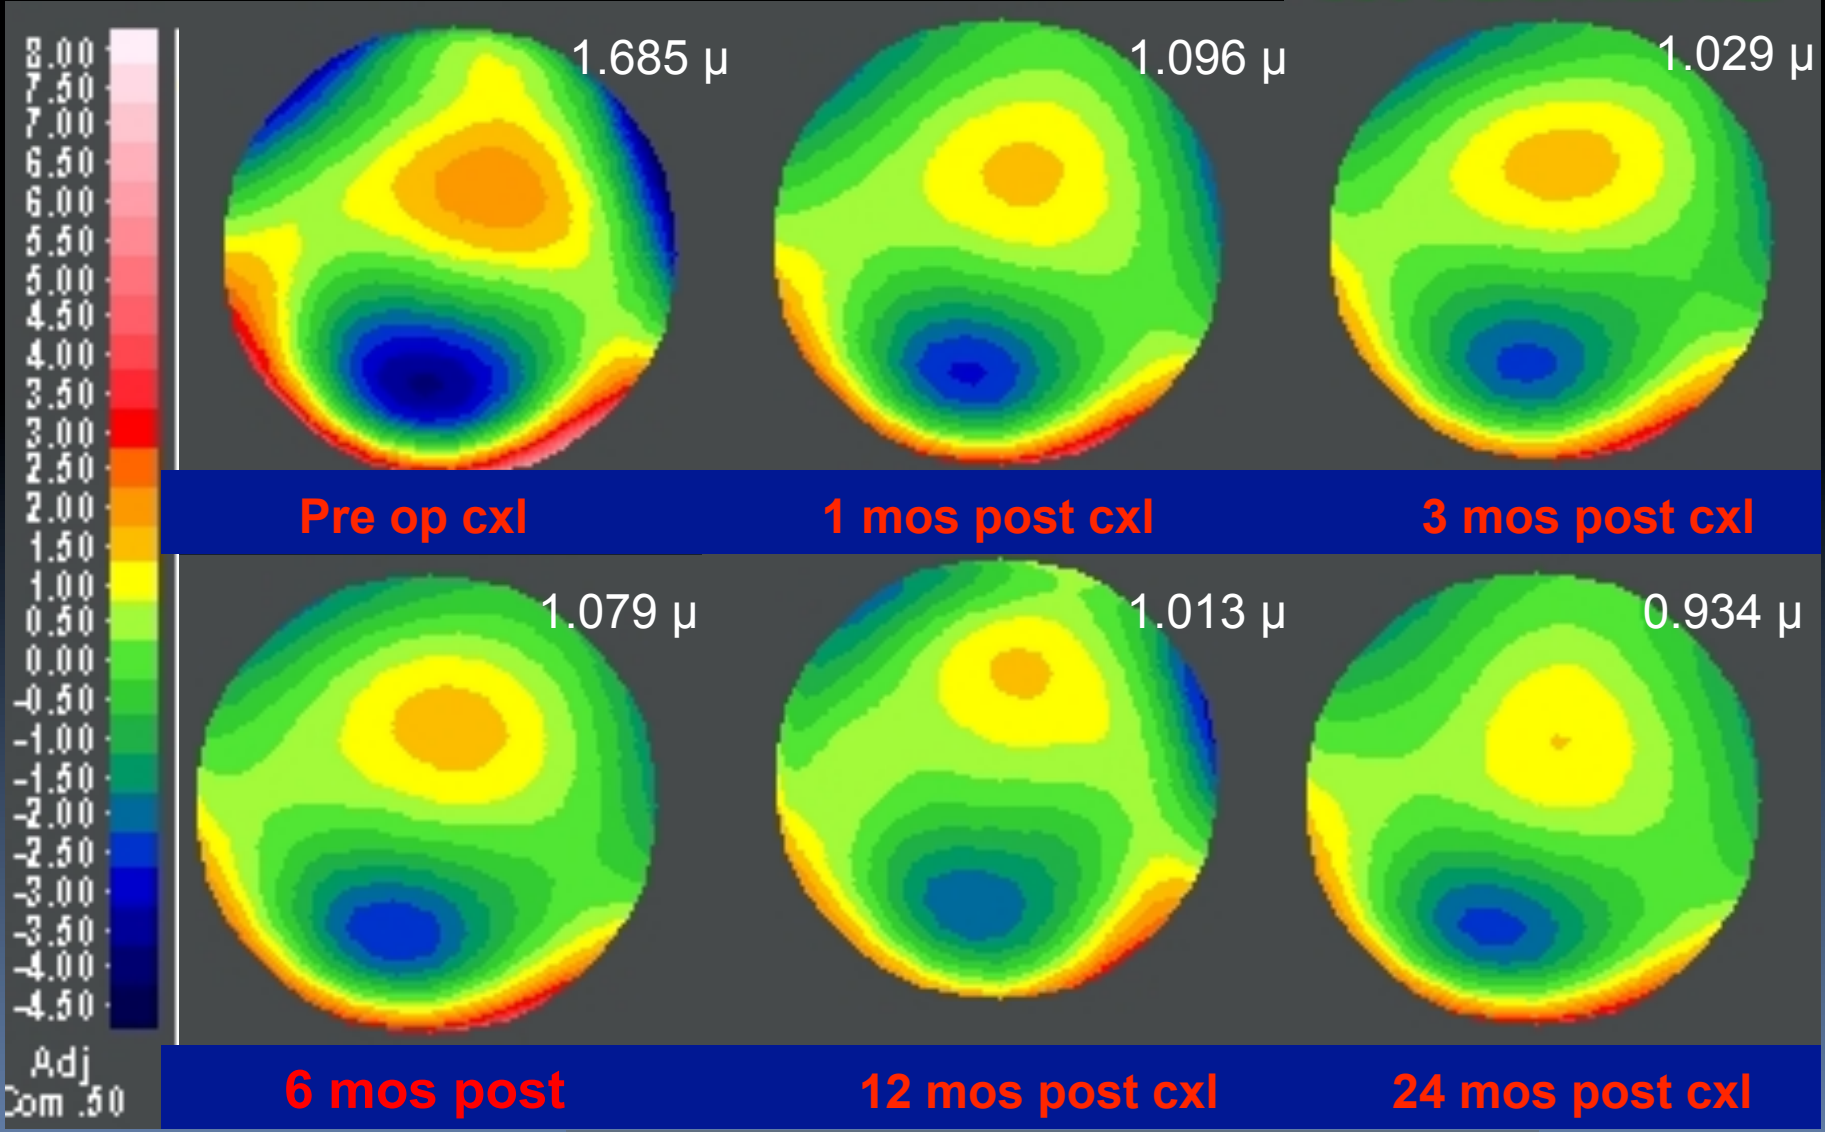 8.00
7.50
7.00
6.50
6.00
5.50
5.00
4.50
4.00
3.50
3.00
2.50
2.00
1.50
1.00
0.50
0.00
-0.50
-1.00
-1.50
-2.00
-2.50
-3.00
-3.50
-4.00
-4.50
Adj
Com .50
1.685 μ
1.096 μ
1.029 μ
Pre op cxl
1 mos post cxl
3 mos post cxl
1.079 μ
1.013 μ
0.934 μ
6 mos post
12 mos post cxl
24 mos post cxl